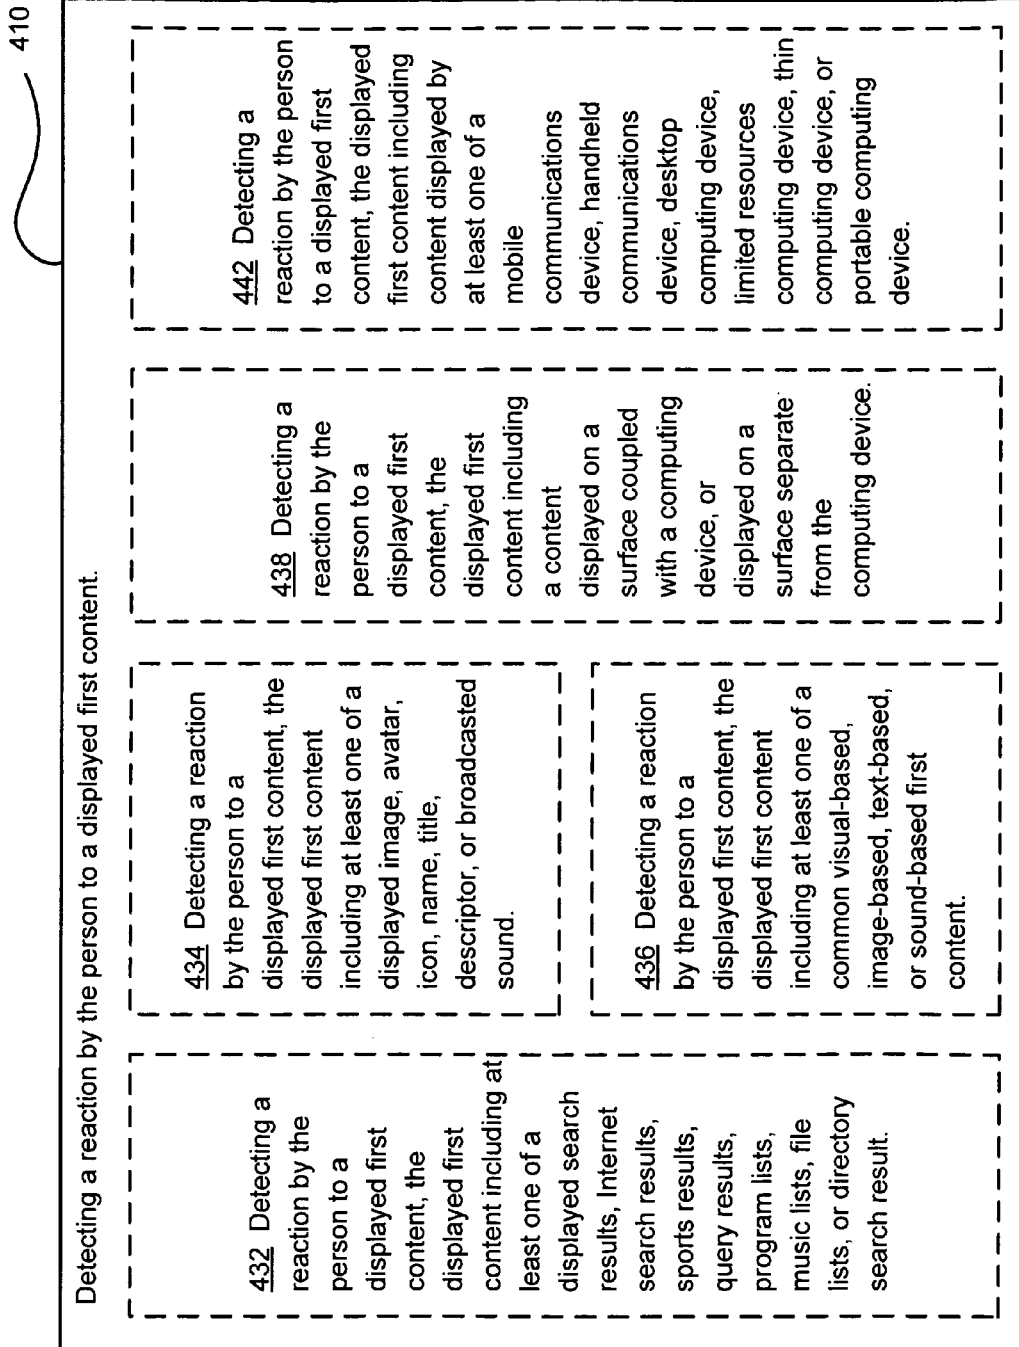 410
Detecting a reaction by the person to a displayed first content.
432 Detecting a
reaction by the
person to a
displayed first
content, the
displayed first
content including at
least one of a
displayed search
results, Internet
search results,
sports results,
query results,
program lists,
music lists, file
lists, or directory
search result.
434 Detecting a reaction
by the person to a
displayed first content, the
displayed first content
including at least one of a
displayed image, avatar,
icon, name, title,
descriptor, or broadcasted
sound.
436 Detecting a reaction
by the person to a
displayed first content, the
displayed first content
including at least one of a
common visual-based,
image-based, text-based,
or sound-based first
content.
438 Detecting a
reaction by the
person to a
displayed first
content, the
displayed first
content including
a content
displayed on a
surface coupled
with a computing
device, or
displayed on a
surface separate
from the
computing device.
442 Detecting a
reaction by the person
to a displayed first
content, the displayed
first content including
content displayed by
at least one of a
mobile
communications
device, handheld
communications
device, desktop
computing device,
limited resources
computing device, thin
computing device, or
portable computing
device.